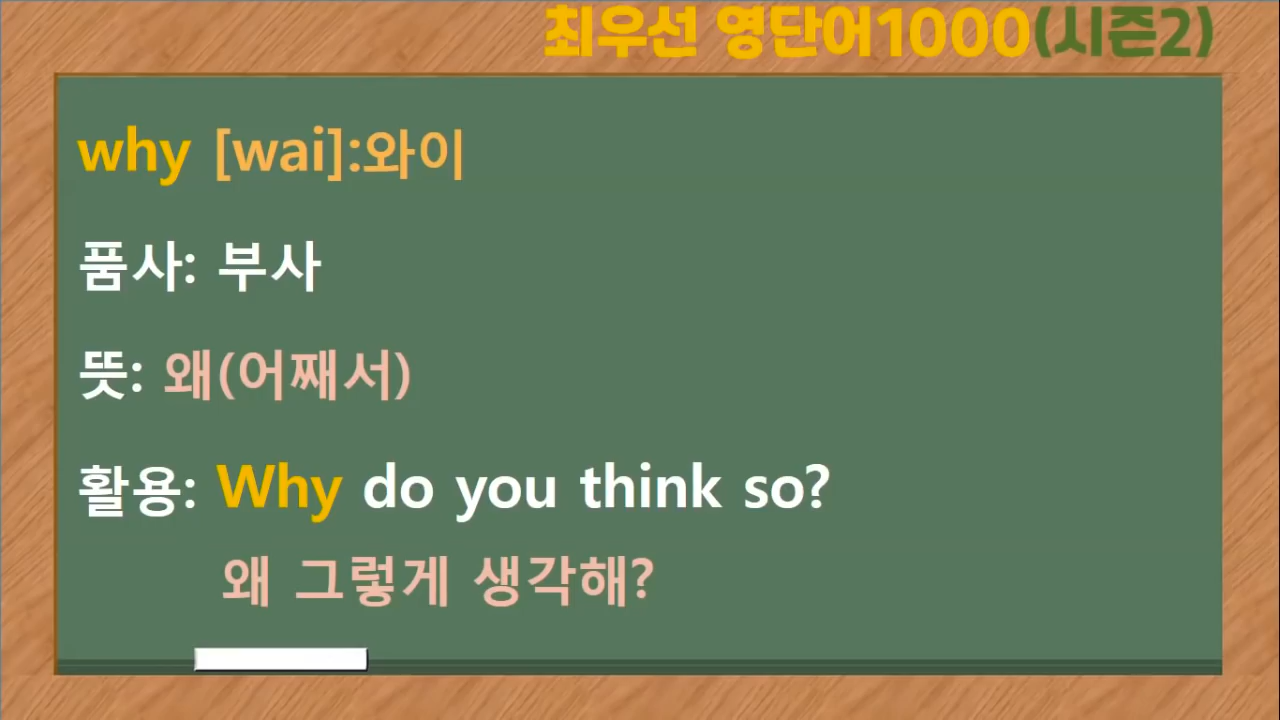 최우선 영단어1000(시즌2)
why [wai]:와이
품사: 부사
뜻: 왜(어째서)
활용: Why do you think so?
왜 그렇게 생각해?